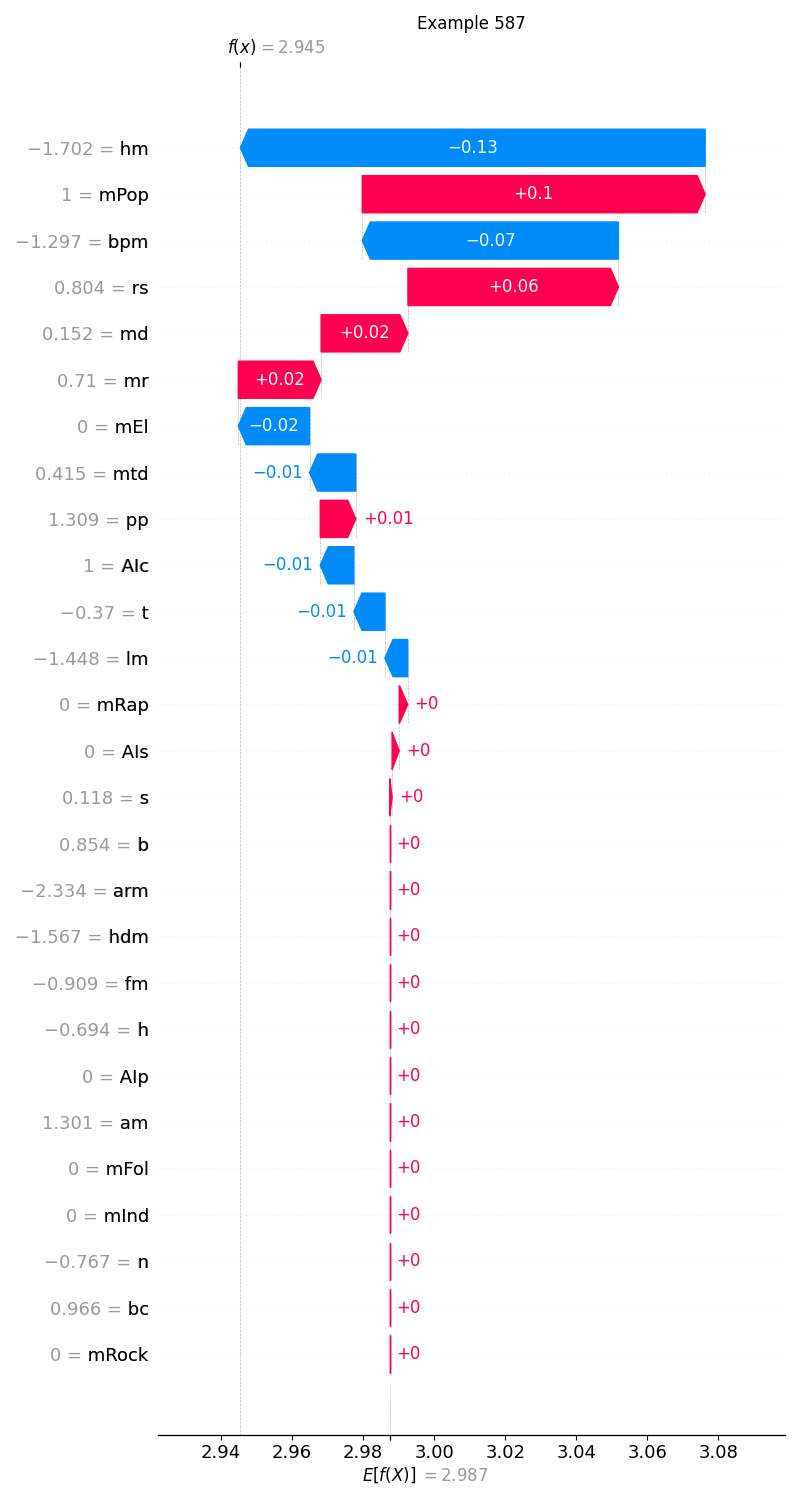 Example 587
f(x) = 2.945
−1.702 = hm −0.13
1 = mPop +0.1
−1.297 = bpm −0.07
0.804 = rs +0.06
0.152 = md +0.02
0.71 = mr +0.02
0 = mEl −0.02
0.415 = mtd −0.01
1.309 = pp +0.01
1 = Alc −0.01
−0.37 = t −0.01
−1.448 = lm −0.01
0 = mRap +0
0 = Als +0
0.118 = s +0
0.854 = b +0
−2.334 = arm +0
−1.567 = hdm +0
−0.909 = fm +0
−0.694 = h +0
0 = Alp +0
1.301 = am +0
0 = mFol +0
0 = mInd +0
−0.767 = n +0
0.966 = bc +0
0 = mRock +0
2.94 2.96 2.98 3.00 3.02 3.04 3.06 3.08
E[f(X)] = 2.987